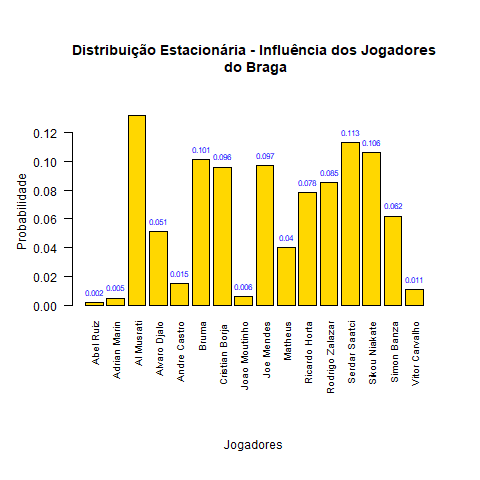 Distribuição Estacionária - Influência dos Jogadores
do Braga
Probabilidade
0.12
0.10
0.08
0.06
0.04
0.02
0.00
0.002
0.005
0.051
0.015
0.101
0.096
0.006
0.097
0.04
0.078
0.085
0.113
0.106
0.062
0.011
Abel Ruiz
Adrian Marin
Al Musrati
Alvaro Djalo
Andre Castro
Bruma
Cristian Borja
Joao Moutinho
Joe Mendes
Matheus
Ricardo Horta
Rodrigo Zalazar
Serdar Saatci
Sikou Niakate
Simon Banza
Vitor Carvalho
Jogadores